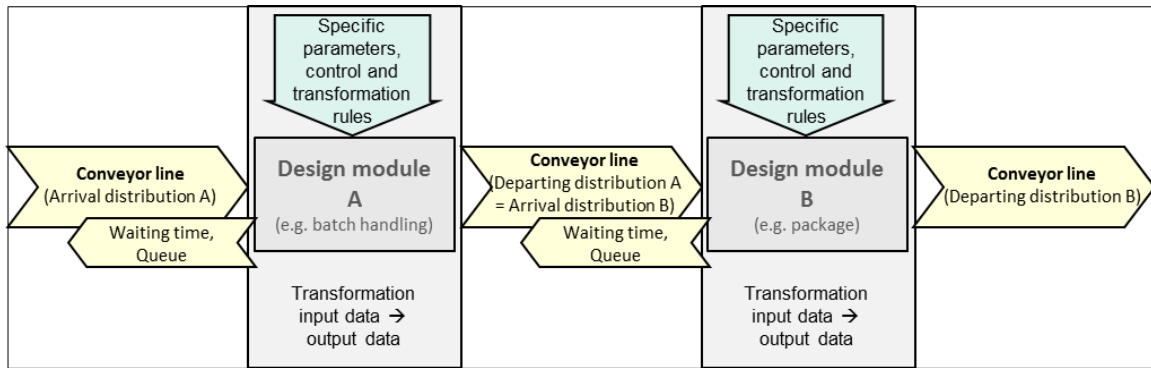 Specific
parameters,
control and
transformation
rules
Specific
parameters,
control and
transformation
rules
Conveyor line
(Arrival distribution A)
Waiting time,
Queue
Design module
A
(e.g. batch handling)
Conveyor line
(Departing distribution A
= Arrival distribution B)
Waiting time,
Queue
Design module
B
(e.g. package)
Conveyor line
(Departing distribution B)
Transformation
input data →
output data
Transformation
input data →
output data